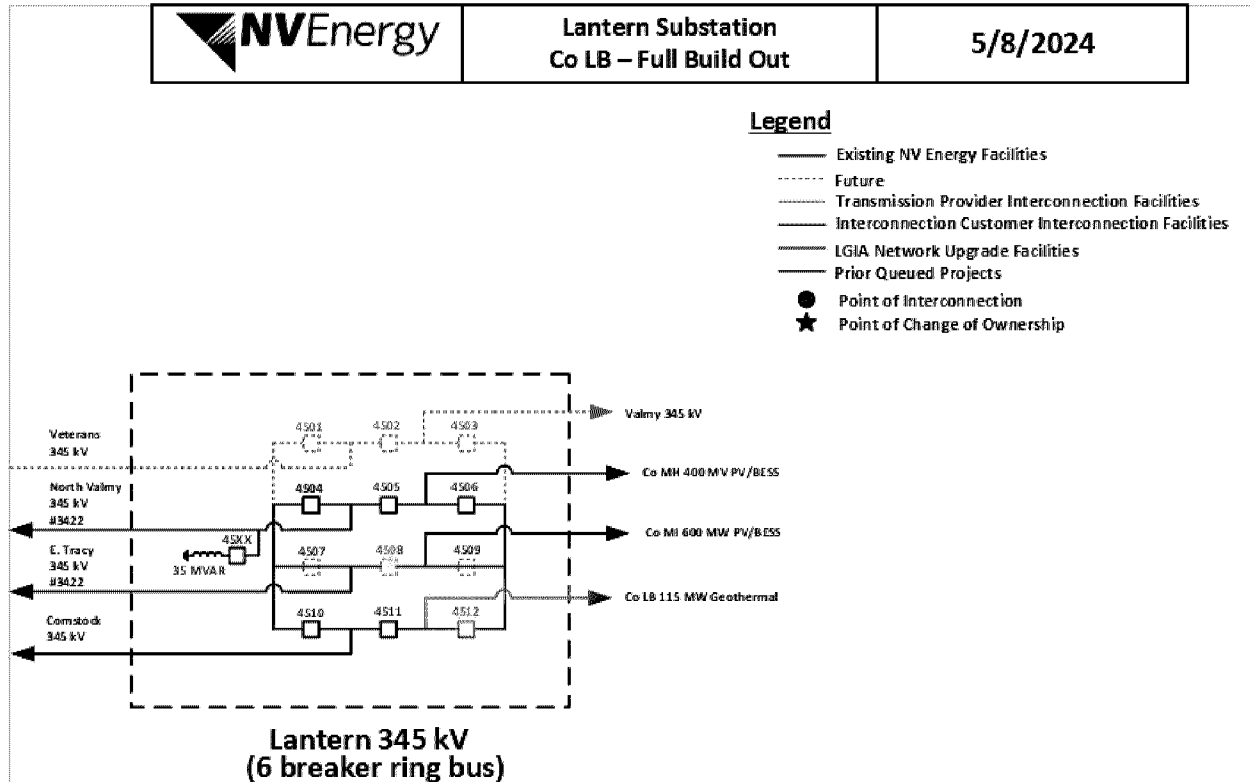 NVEnergy
Lantern Substation
Co LB – Full Build Out
5/8/2024
Legend
Existing NV Energy Facilities
Future
Transmission Provider Interconnection Facilities
Interconnection Customer Interconnection Facilities
LGIA Network Upgrade Facilities
Prior Queued Projects
Point of Interconnection
Point of Change of Ownership
Veterans
345 kV
4501
4502
4503
Valmy 345 kV
North Valmy
345 kV
#3422
4504
4505
4506
Co MH 400 MV PV/BESS
45XX
35 MVAR
E. Tracy
345 kV
#3422
4507
4508
4509
Co MI 600 MW PV/BESS
Comstock
345 kV
4510
4511
4512
Co LB 115 MW Geothermal
Lantern 345 kV
(6 breaker ring bus)